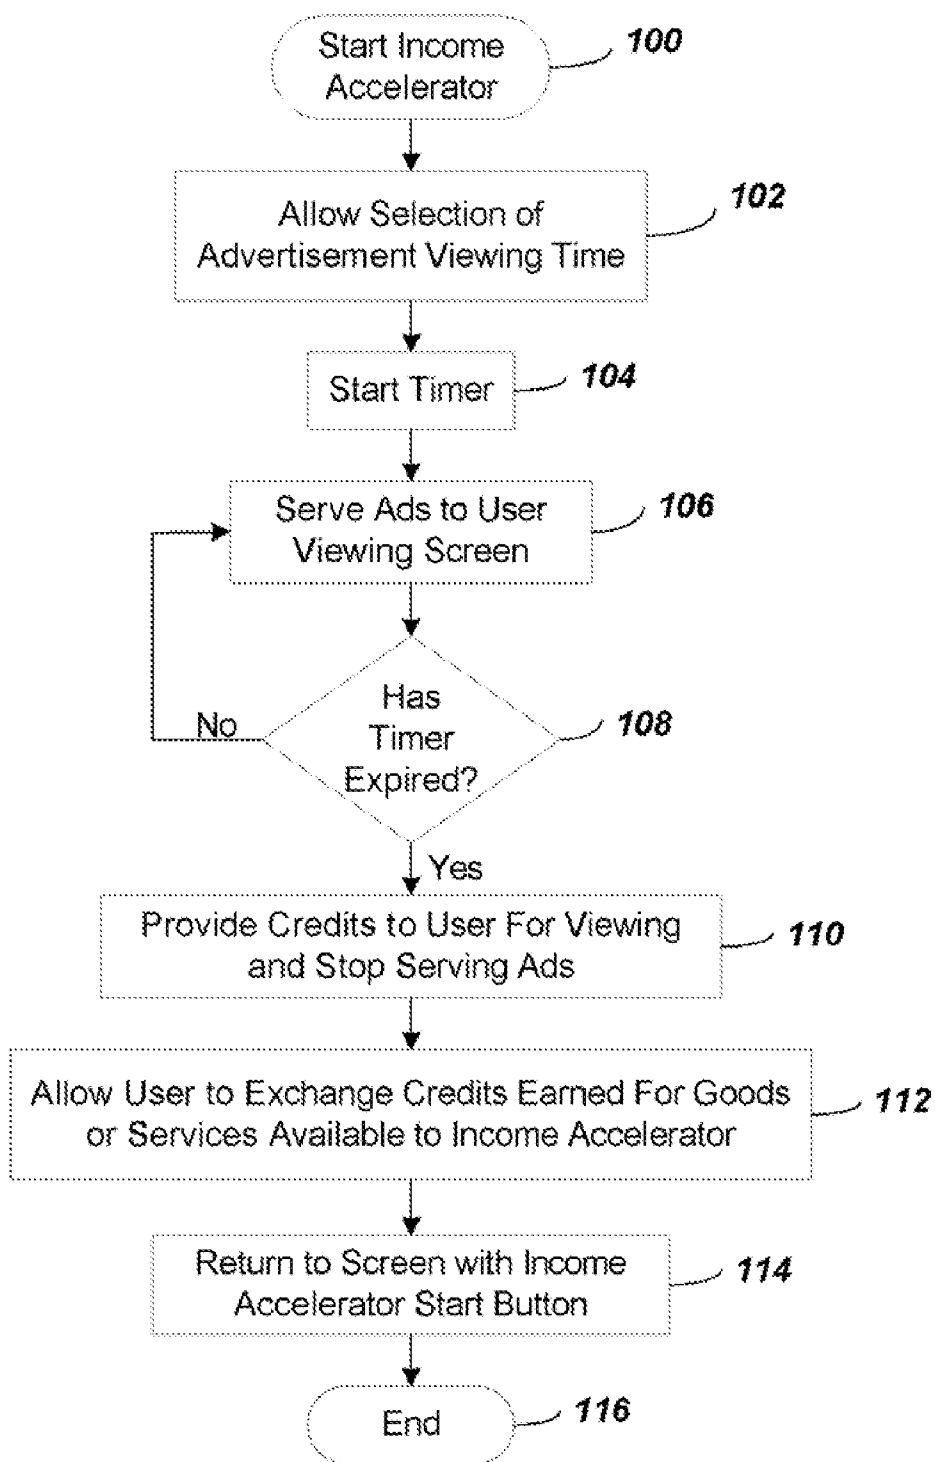 Start Income
Accelerator
100
Allow Selection of
Advertisement Viewing Time
102
Start Timer
104
Serve Ads to User
Viewing Screen
106
Has
Timer
Expired?
108
No
Yes
Provide Credits to User For Viewing
and Stop Serving Ads
110
Allow User to Exchange Credits Earned For Goods
or Services Available to Income Accelerator
112
Return to Screen with Income
Accelerator Start Button
114
End
116